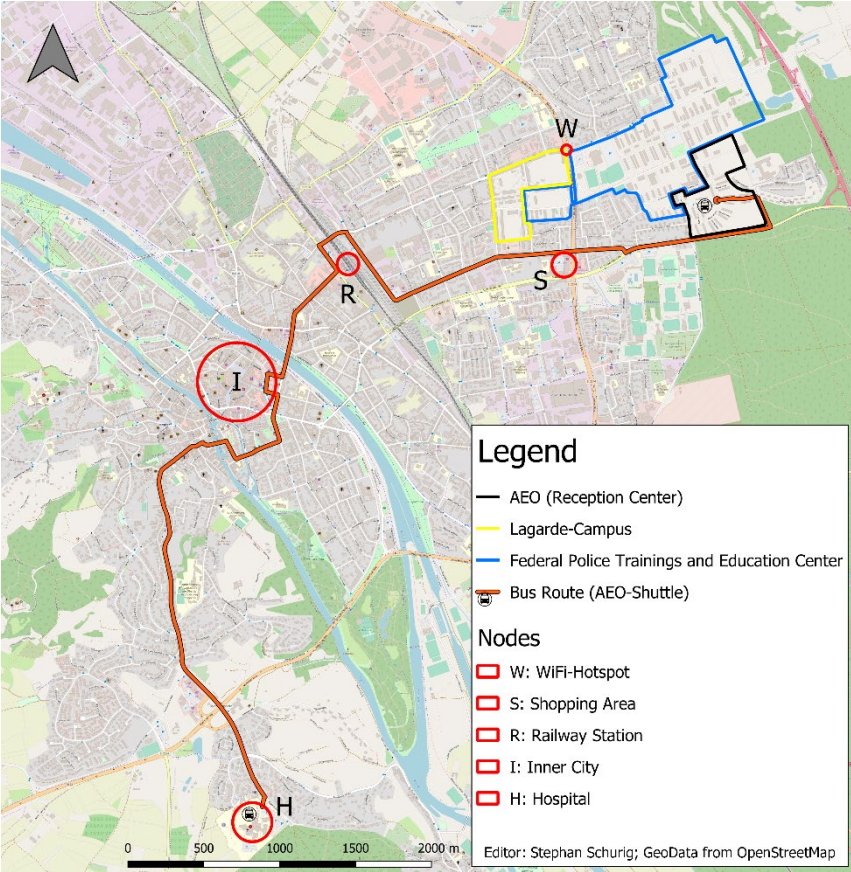 W
R
S
I
H
Legend
AEO (Reception Center)
Lagarde-Campus
Federal Police Trainings and Education Center
Bus Route (AEO-Shuttle)
Nodes
W: WiFi-Hotspot
S: Shopping Area
R: Railway Station
I: Inner City
H: Hospital
0 500 1000 1500 2000 m
Editor: Stephan Schurig; GeoData from OpenStreetMap